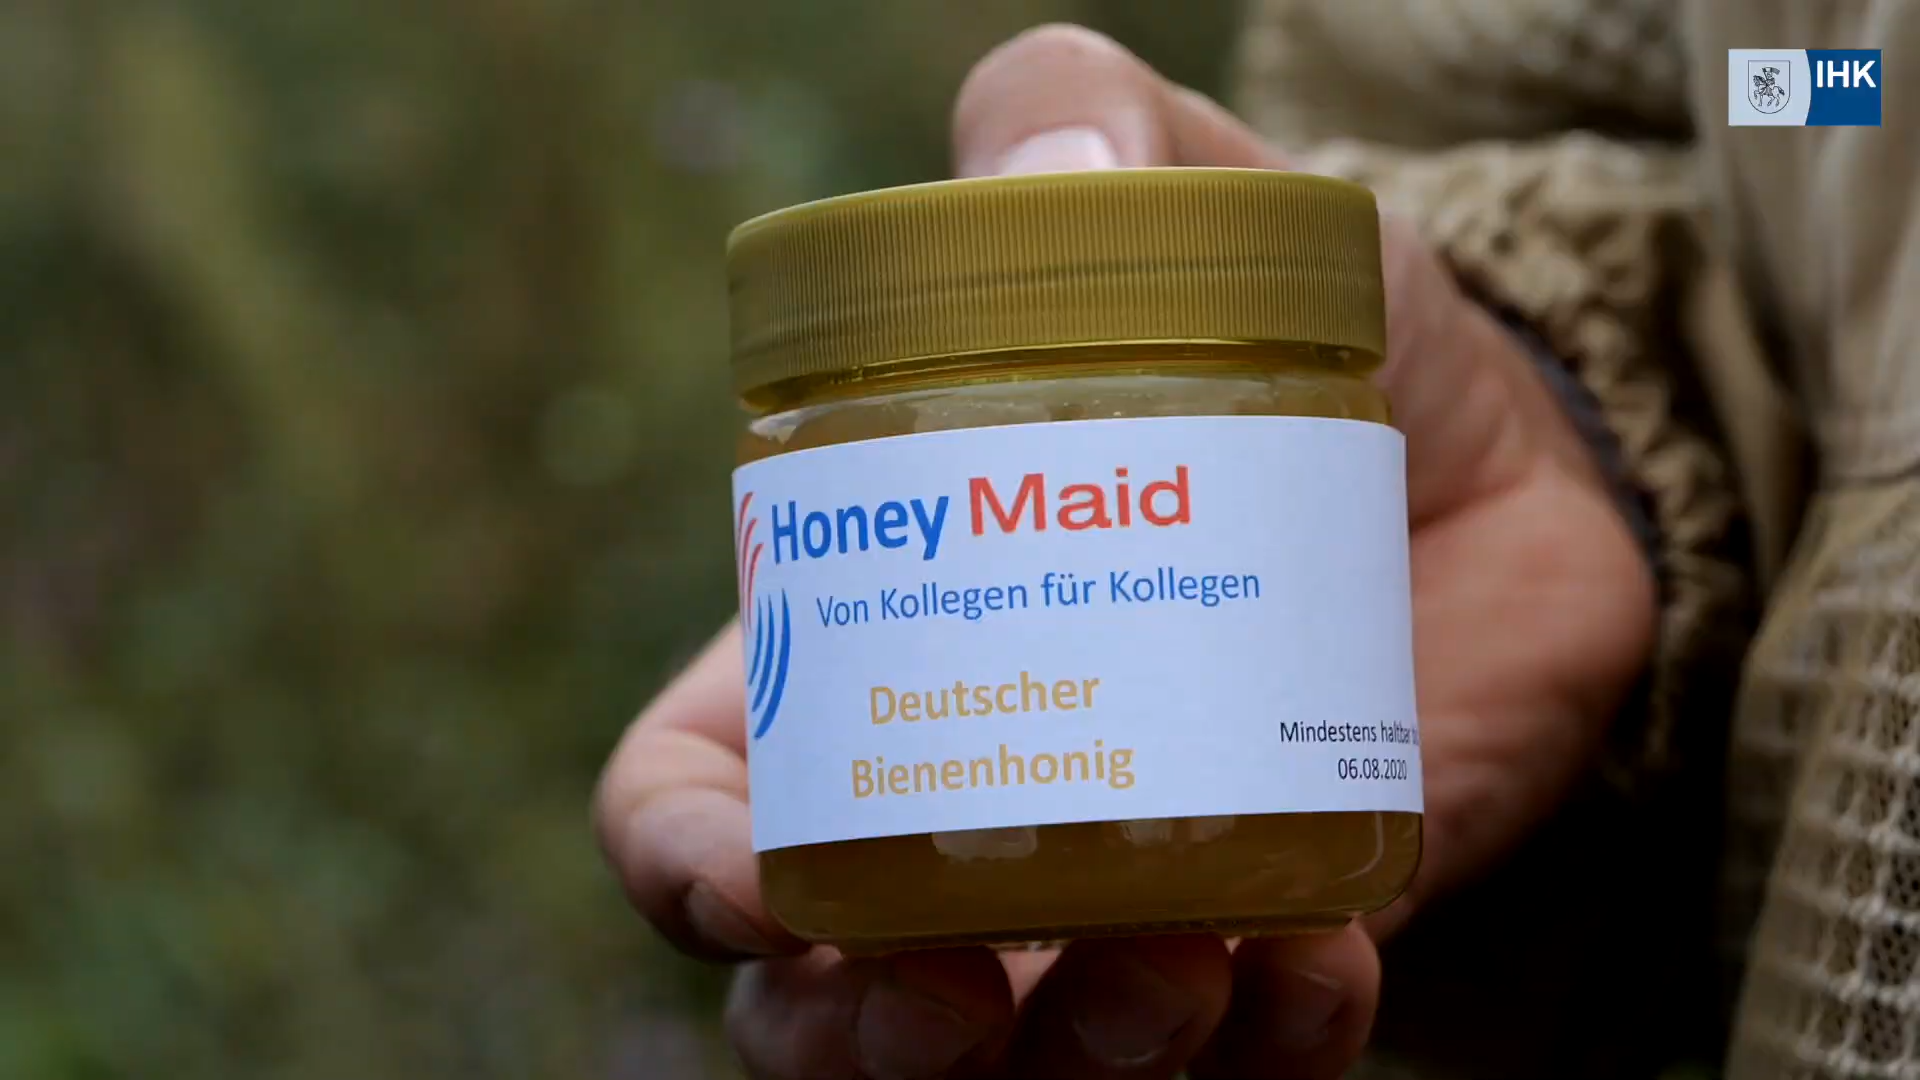 IHK
Honey Maid
Von Kollegen für Kollegen
Deutscher
Bienenhonig
Mindestens haltbar
06.08.2020